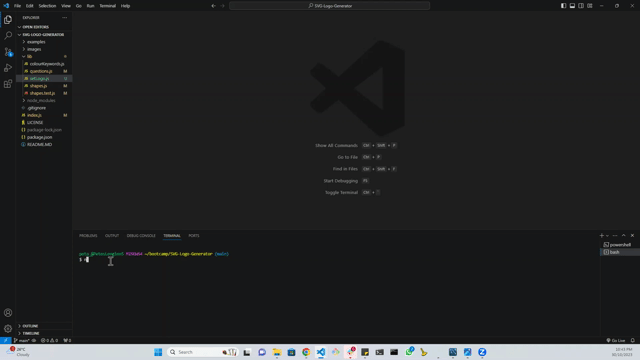 File Edit Selection View Go Run Terminal Help
SVG-Logo-Generator
EXPLORER
OPEN EDITORS
SVG-LOGO-GENERATOR
examples
images
lib
colourKeywords.js
questions.js M
setLogo.js U
shapes.js M
shapes.test.js M
node_modules
.gitignore
index.js M
LICENSE
package-lock.json
package.json
README.MD
Show All Commands Ctrl + Shift + P
Go to File Ctrl + P
Find in Files Ctrl + Shift + F
Start Debugging F5
Toggle Terminal Ctrl + '
PROBLEMS OUTPUT DEBUG CONSOLE TERMINAL PORTS
powershell
bash
MINGW64 ~/bootcamp/SVG-Logo-Generator (main)
$
OUTLINE
TIMELINE
main*
Go Live
Cloudy
Search